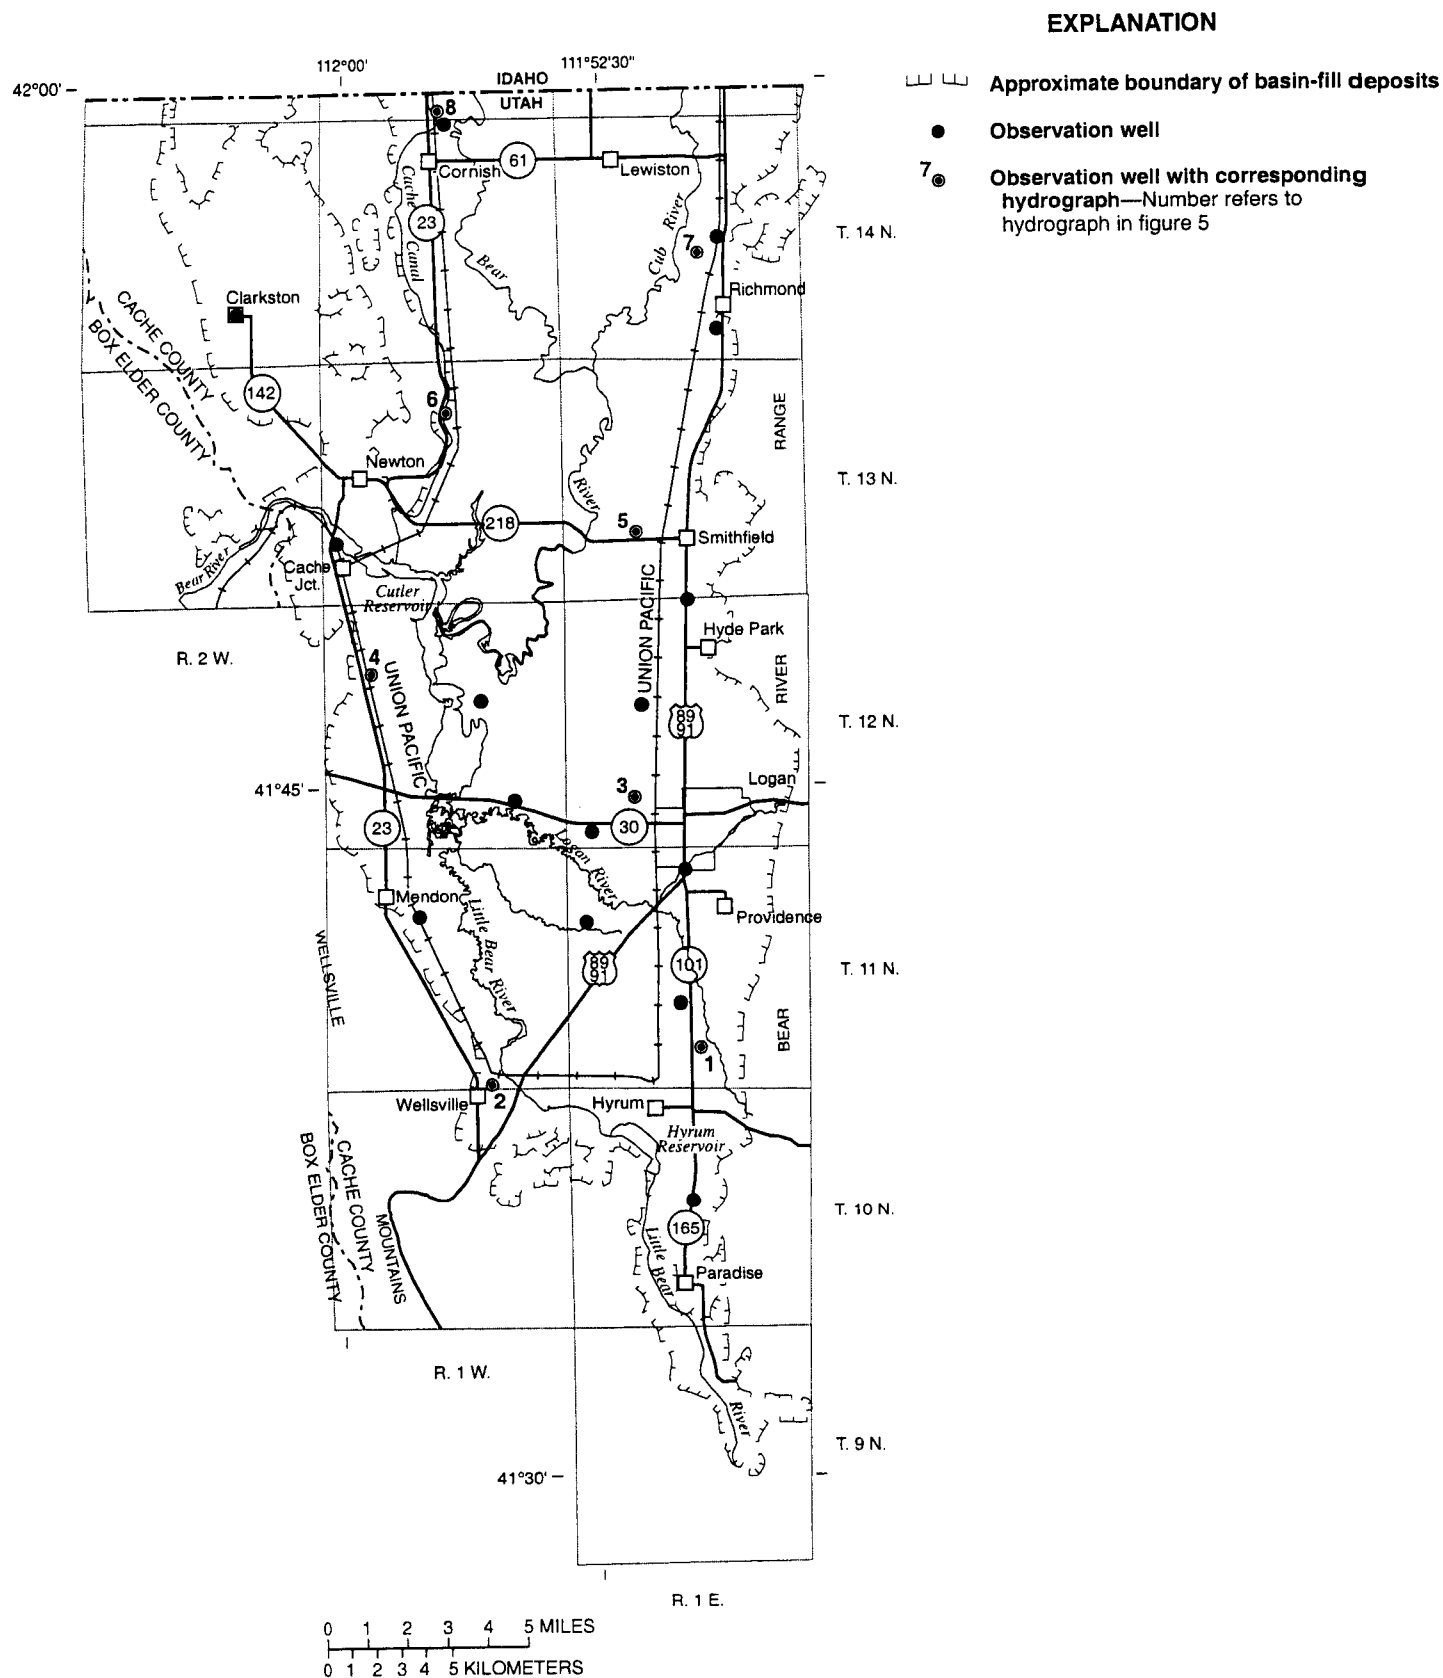 EXPLANATION
Approximate boundary of basin-fill deposits
Observation well
7
Observation well with corresponding
hydrograph—Number refers to
hydrograph in figure 5
112°00'
111°52'30"
42°00'
IDAHO
UTAH
8
Cornish
61
Lewiston
Cache
Canal
23
Bear
Cub River
7
T. 14 N.
Richmond
Clarkston
CACHE COUNTY
BOX ELDER COUNTY
142
6
RANGE
Newton
T. 13 N.
River
218
5
Smithfield
Bear River
Cache
Jct.
Cutler
Reservoir
UNION PACIFIC
Hyde Park
R. 2 W.
4
UNION PACIFIC
RIVER
89
91
T. 12 N.
Logan
41°45'
3
23
30
Logan River
Mendon
Little Bear River
Providence
WELLSVILLE
89
91
101
T. 11 N.
BEAR
1
Wellsville
2
Hyrum
Hyrum
Reservoir
CACHE COUNTY
BOX ELDER COUNTY
MOUNTAINS
T. 10 N.
165
Little Bear
Paradise
R. 1 W.
River
T. 9 N.
41°30'
R. 1 E.
0 1 2 3 4 5 MILES
0 1 2 3 4 5 KILOMETERS